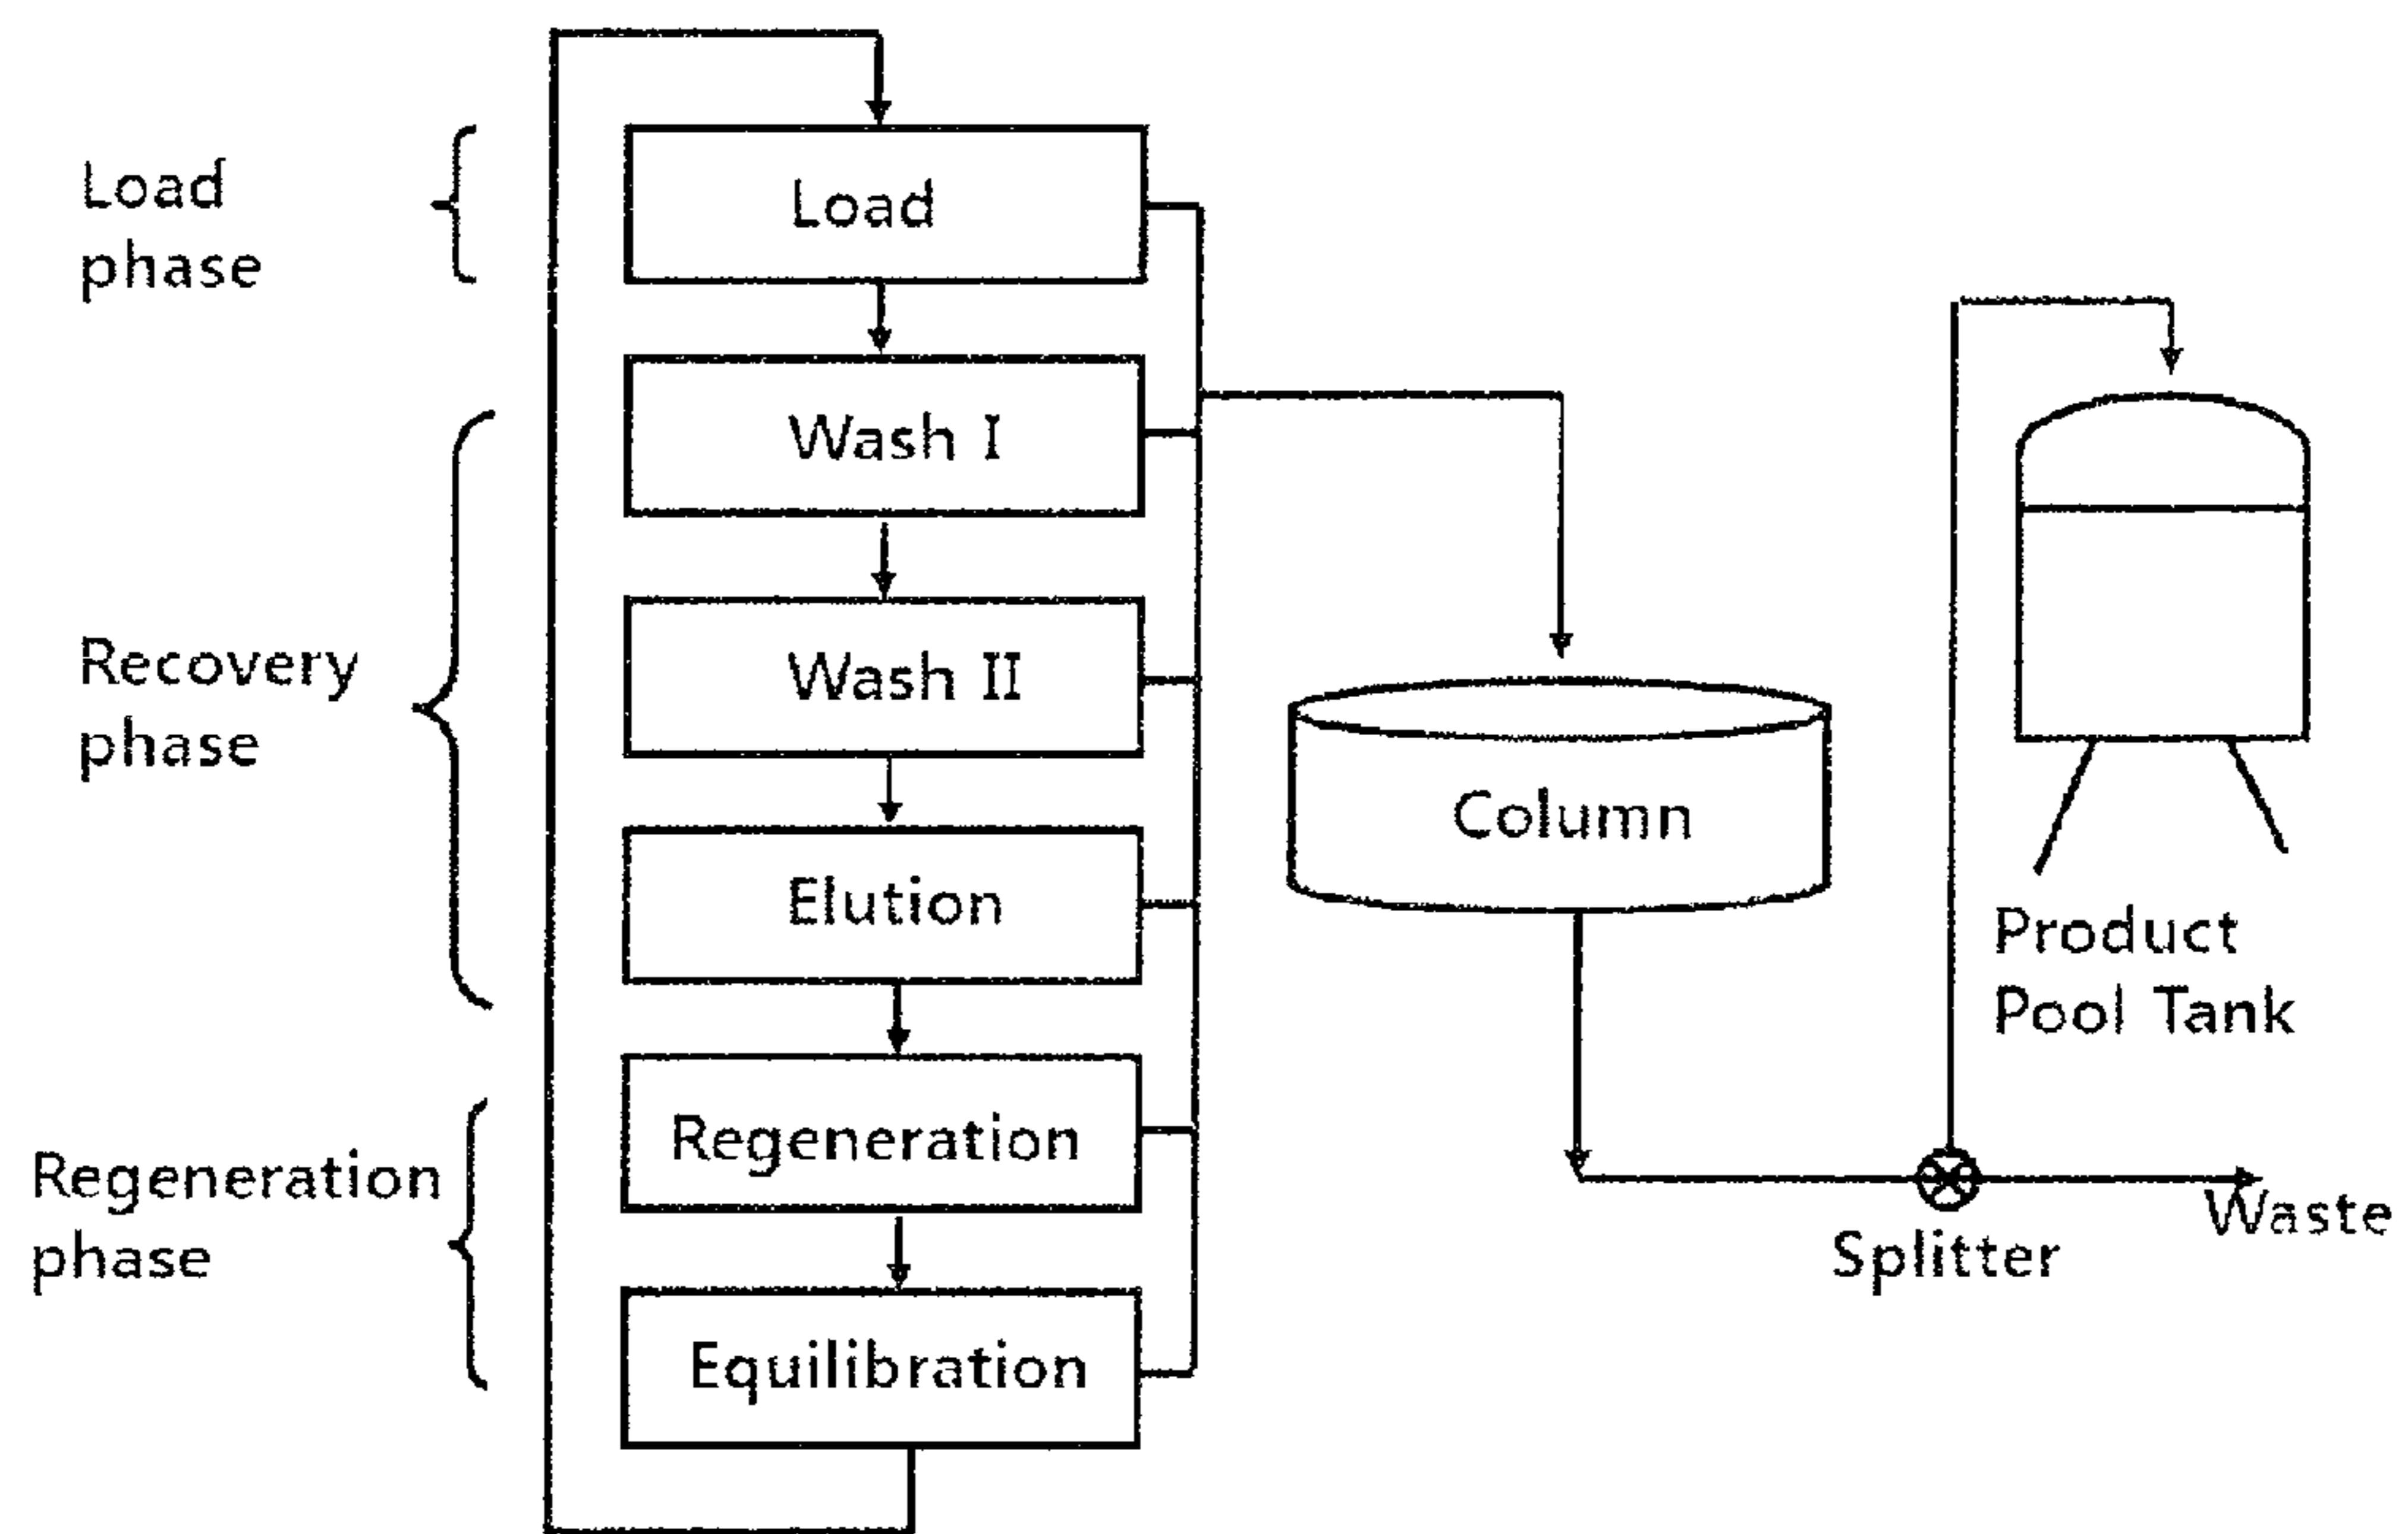 Load
phase
Load
Wash I
Recovery
phase
Wash II
Elution
Regeneration
phase
Regeneration
Equilibration
Column
Product
Pool Tank
Splitter
Waste